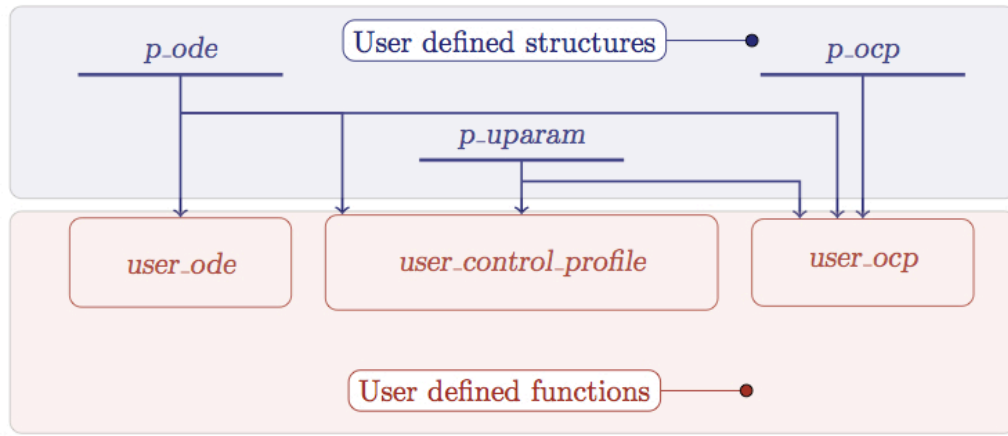 User defined structures
p_ode
p_ocp
p_uparam
user_ode
user_control_profile
user_ocp
User defined functions